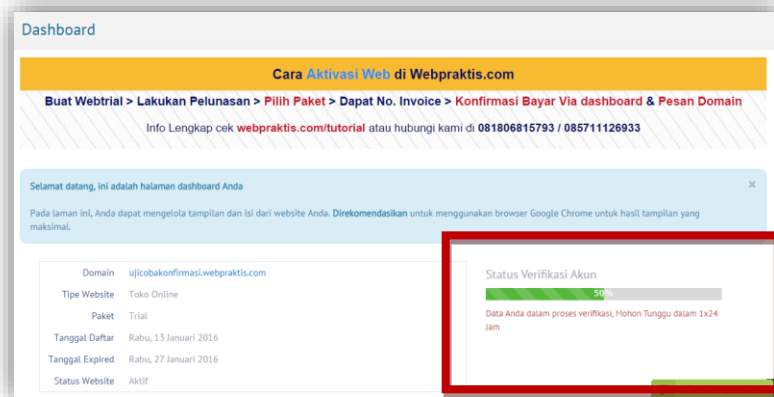 Dashboard
Cara Aktivasi Web di Webpraktis.com
Buat Webtrial > Lakukan Pelunasan > Pilih Paket > Dapat No. Invoice > Konfirmasi Bayar Via dashboard & Pesan Domain
Info Lengkap cek webpraktis.com/tutorial atau hubungi kami di 081806815793 / 085711126933
Selamat datang, ini adalah halaman dashboard Anda
×
Pada laman ini, Anda dapat mengelola tampilan dan isi dari website Anda. Direkomendasikan untuk menggunakan browser Google Chrome untuk hasil tampilan yang
maksimal.
Domain ujicobakonfirmasi.webpraktis.com
Tipe Website Toko Online
Paket Trial
Tanggal Daftar Rabu, 13 Januari 2016
Tanggal Expired Rabu, 27 Januari 2016
Status Website Aktif
Status Verifikasi Akun
50%
Data Anda dalam proses verifikasi, Mohon Tunggu dalam 1x24
Jam